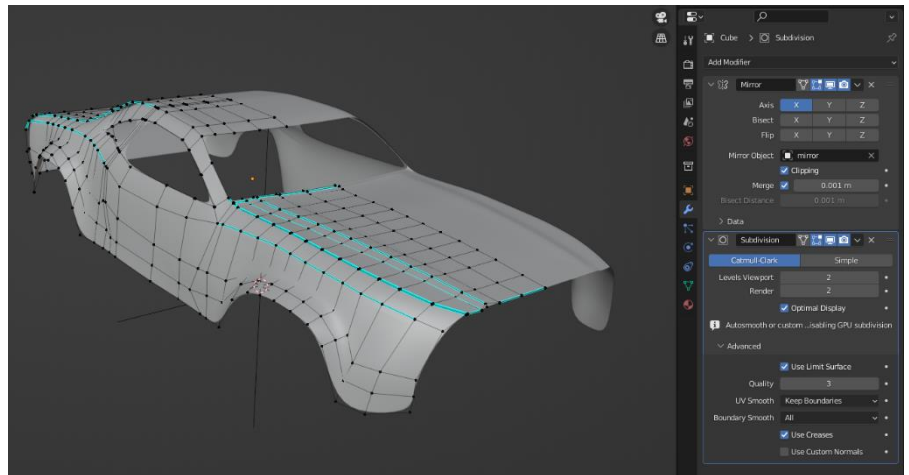 Cube > Subdivision
Add Modifier
Mirror
Axis X Y Z
Bisect X Y Z
Flip X Y Z
Mirror Object mirror
Clipping
Merge 0.001 m
Bisect Distance 0.001 m
> Data
Subdivision
Catmull-Clark Simple
Levels Viewport 2
Render 2
Optimal Display
Autosmooth or custom ...isabling GPU subdivision
Advanced
Use Limit Surface
Quality 3
UV Smooth Keep Boundaries
Boundary Smooth All
Use Creases
Use Custom Normals